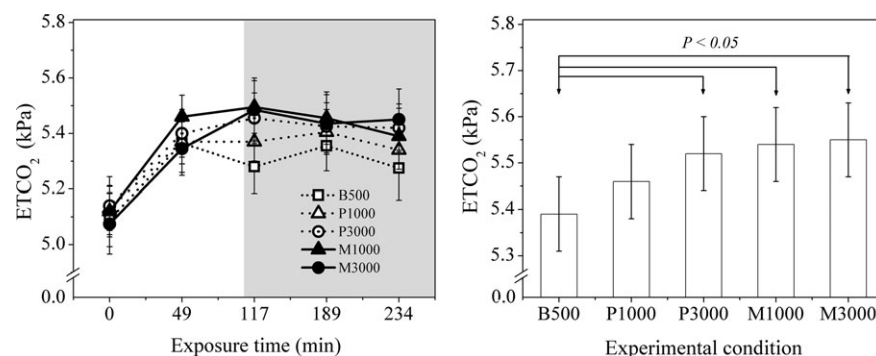 5.8
5.6
5.4
5.2
5.0
0.0
ETCO2 (kPa)
B500
P1000
P3000
M1000
M3000
0 49 117 189 234
Exposure time (min)
5.8
5.7
5.6
5.5
5.4
5.3
0.0
ETCO2 (kPa)
P < 0.05
B500 P1000 P3000 M1000 M3000
Experimental condition